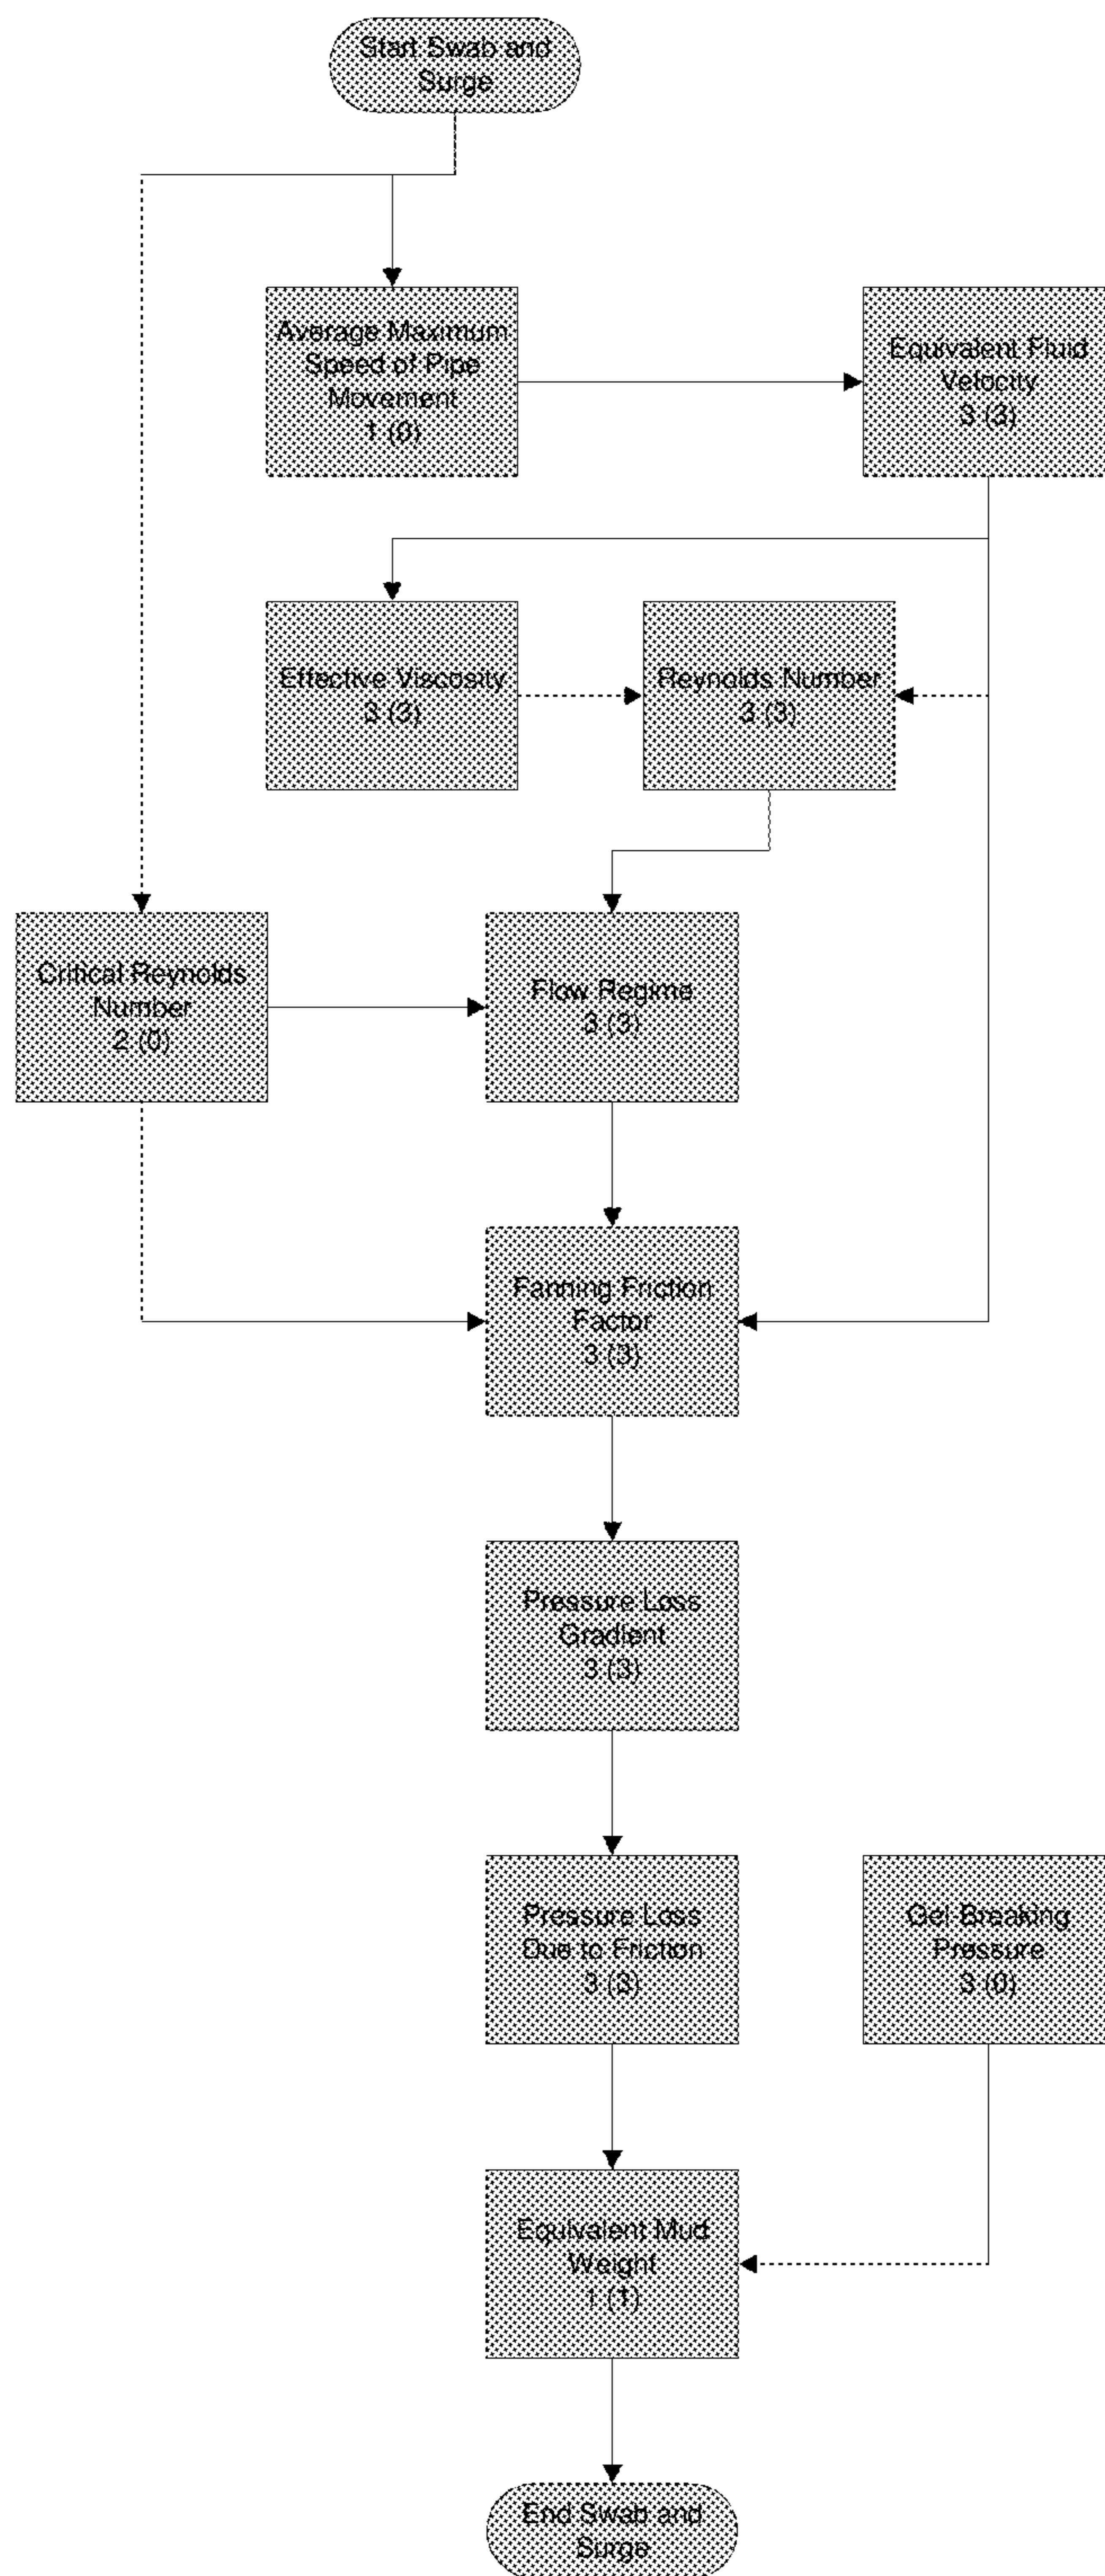 Start Swab and
Surge
Average Maximum
Speed of Pipe
Movement
1 (0)
Equivalent Fluid
Velocity
3 (3)
Effective Viscosity
3 (3)
Reynolds Number
3 (3)
Critical Reynolds
Number
2 (0)
Flow Regime
3 (3)
Fanning Friction
Factor
3 (3)
Pressure Loss
Gradient
3 (3)
Pressure Loss
Due to Friction
3 (3)
Gel Breaking
Pressure
3 (0)
Equivalent Mud
Weight
1 (1)
End Swab and
Surge